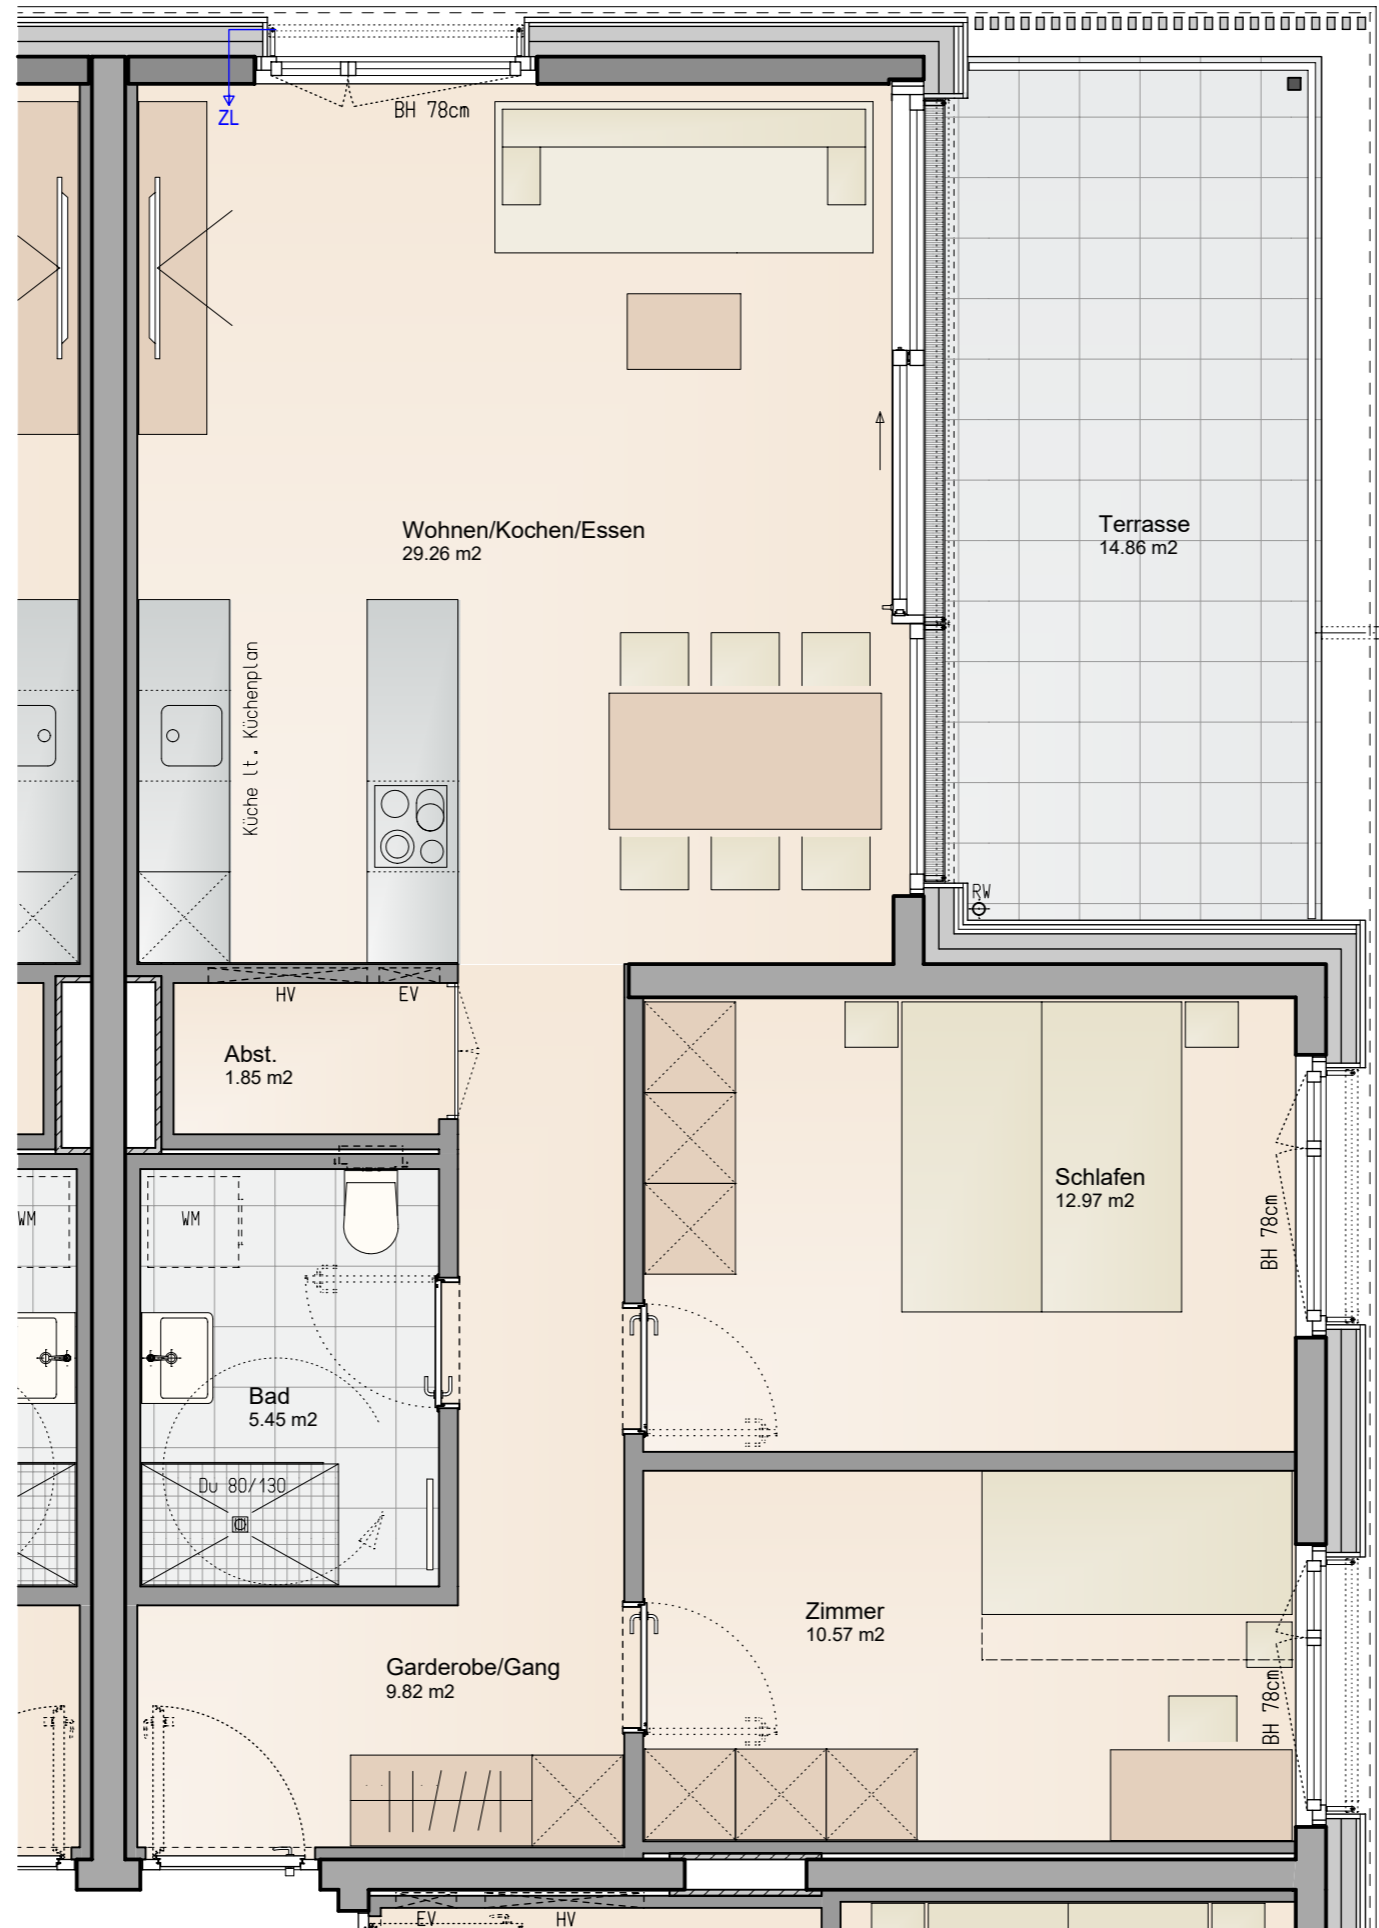 ZL
BH 78cm
Wohnen/Kochen/Essen
29.26 m2
Terrasse
14.86 m2
Küche lt. Küchenplan
RW
HV
EV
Abst.
1.85 m2
Schlafen
12.97 m2
BH 78cm
WM
WM
Bad
5.45 m2
Du 80/130
Zimmer
10.57 m2
BH 78cm
Garderobe/Gang
9.82 m2
EV
HV